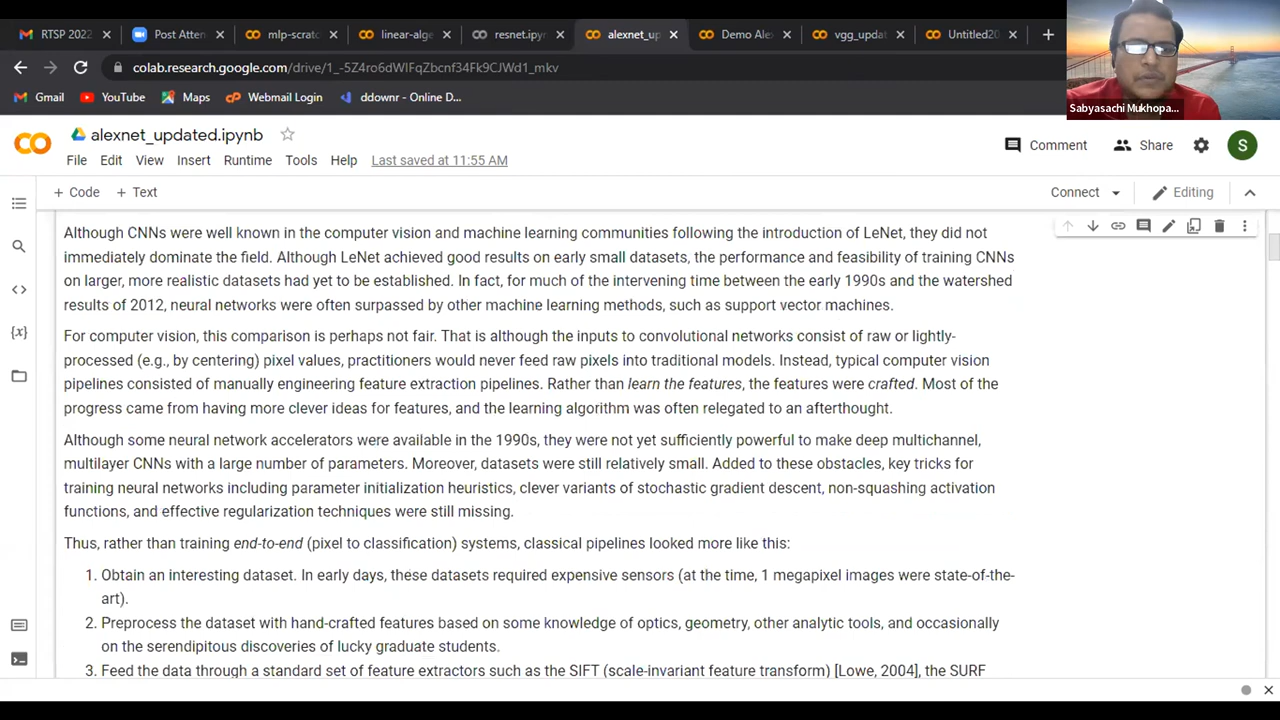 RTSP 2022
Post Atten
mlp-scratc
linear-alge
resnet.ipyn
alexnet_up
Demo Ale
vgg_updat
Untitled20
colab.research.google.com/drive/1_-5Z4ro6dWlFqZbcnf34Fk9CJWd1_mkv
Gmail
YouTube
Maps
Webmail Login
ddownr - Online D...
Sabyasachi Mukhopa...
CO
alexnet_updated.ipynb
File Edit View Insert Runtime Tools Help Last saved at 11:55 AM
Comment
Share
S
+ Code + Text
Connect
Editing
Although CNNs were well known in the computer vision and machine learning communities following the introduction of LeNet, they did not
immediately dominate the field. Although LeNet achieved good results on early small datasets, the performance and feasibility of training CNNs
on larger, more realistic datasets had yet to be established. In fact, for much of the intervening time between the early 1990s and the watershed
results of 2012, neural networks were often surpassed by other machine learning methods, such as support vector machines.
For computer vision, this comparison is perhaps not fair. That is although the inputs to convolutional networks consist of raw or lightly-
processed (e.g., by centering) pixel values, practitioners would never feed raw pixels into traditional models. Instead, typical computer vision
pipelines consisted of manually engineering feature extraction pipelines. Rather than learn the features, the features were crafted. Most of the
progress came from having more clever ideas for features, and the learning algorithm was often relegated to an afterthought.
Although some neural network accelerators were available in the 1990s, they were not yet sufficiently powerful to make deep multichannel,
multilayer CNNs with a large number of parameters. Moreover, datasets were still relatively small. Added to these obstacles, key tricks for
training neural networks including parameter initialization heuristics, clever variants of stochastic gradient descent, non-squashing activation
functions, and effective regularization techniques were still missing.
Thus, rather than training end-to-end (pixel to classification) systems, classical pipelines looked more like this:
1. Obtain an interesting dataset. In early days, these datasets required expensive sensors (at the time, 1 megapixel images were state-of-the-
art).
2. Preprocess the dataset with hand-crafted features based on some knowledge of optics, geometry, other analytic tools, and occasionally
on the serendipitous discoveries of lucky graduate students.
3. Feed the data through a standard set of feature extractors such as the SIFT (scale-invariant feature transform) [Lowe, 2004], the SURF